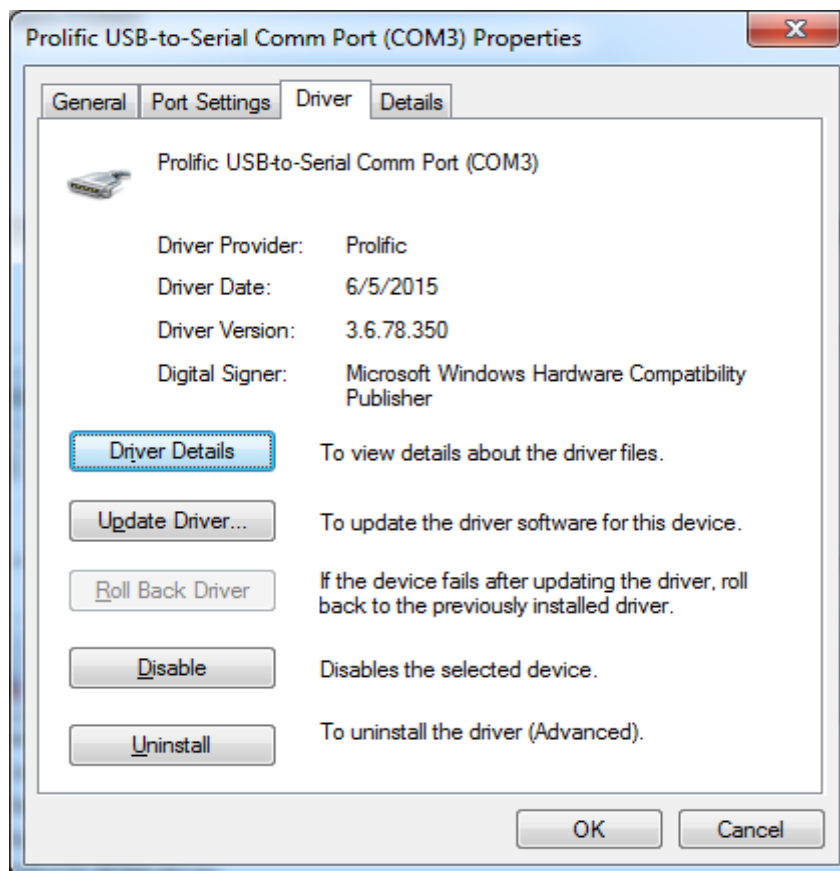 Prolific USB-to-Serial Comm Port (COM3) Properties
General Port Settings Driver Details
Prolific USB-to-Serial Comm Port (COM3)
Driver Provider: Prolific
Driver Date: 6/5/2015
Driver Version: 3.6.78.350
Digital Signer: Microsoft Windows Hardware Compatibility
Publisher
Driver Details To view details about the driver files.
Update Driver... To update the driver software for this device.
Roll Back Driver If the device fails after updating the driver, roll
back to the previously installed driver.
Disable Disables the selected device.
Uninstall To uninstall the driver (Advanced).
OK Cancel